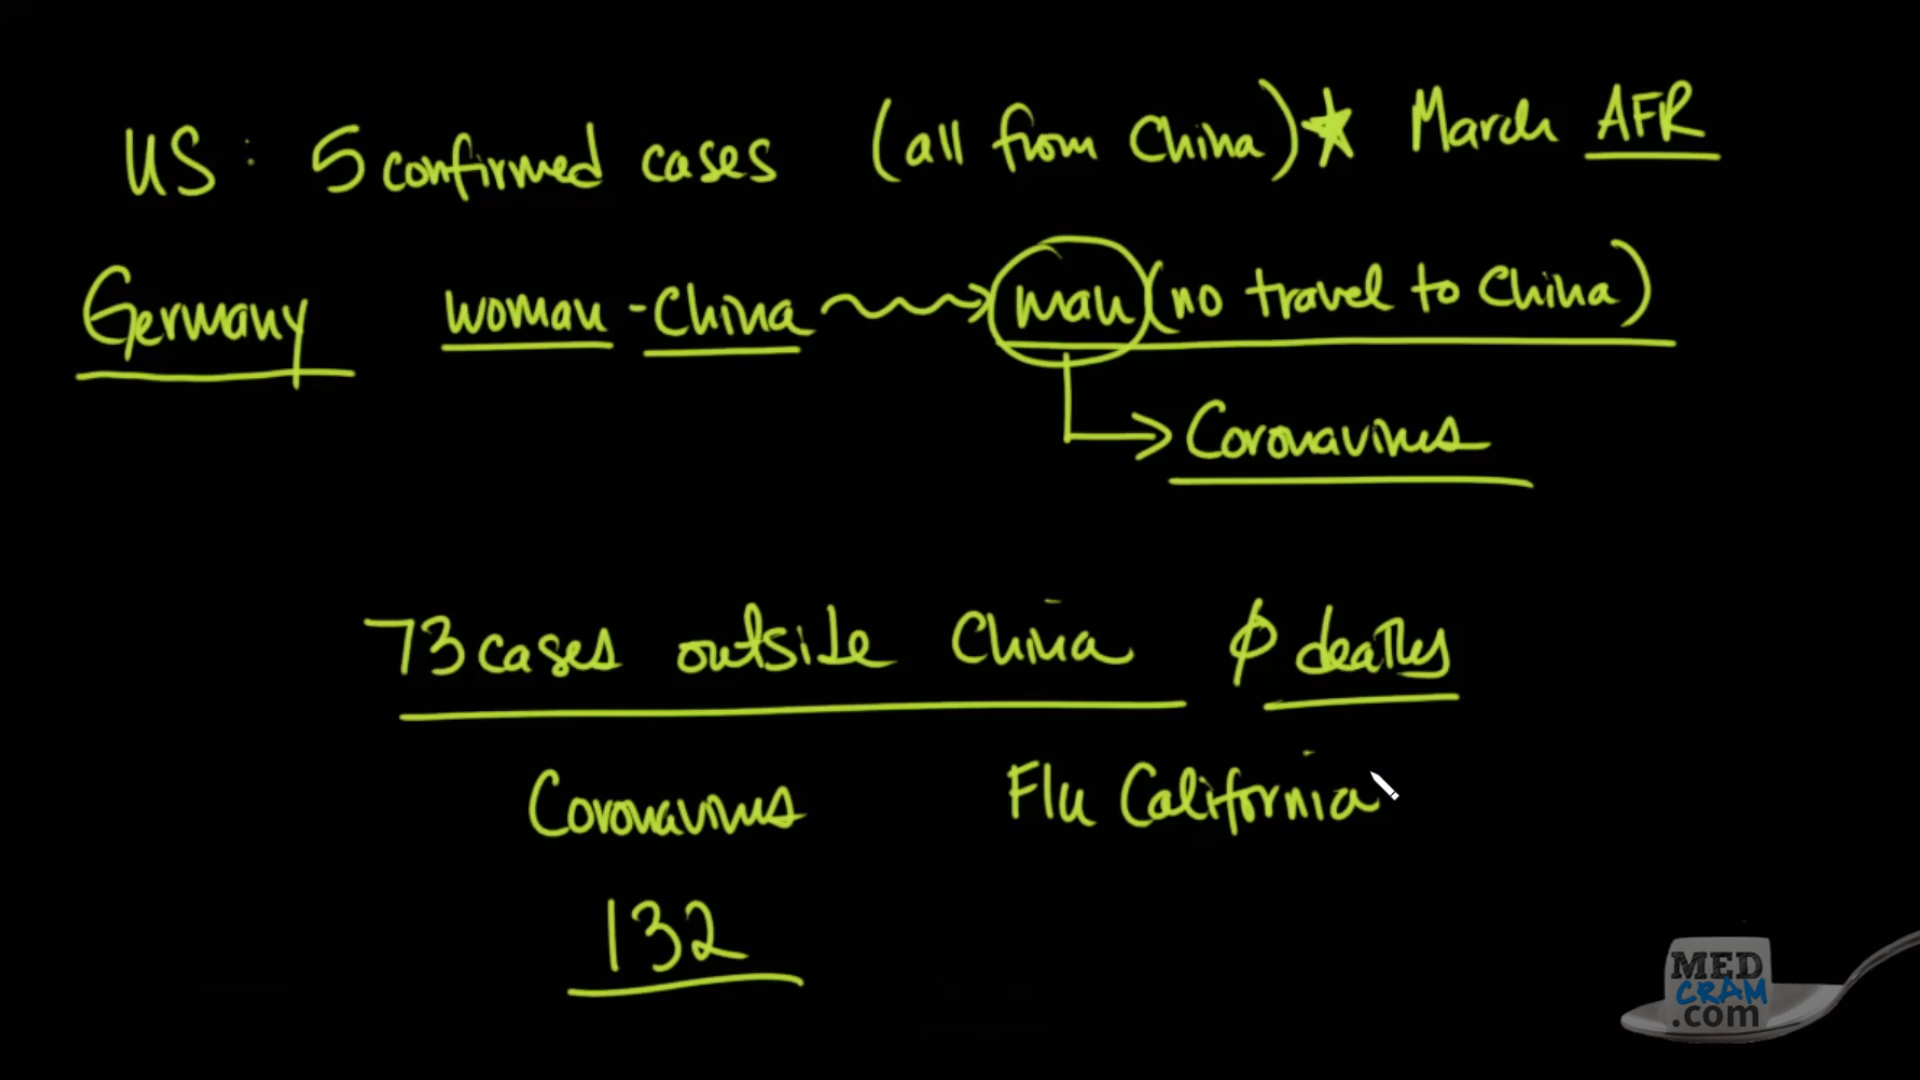 US: 5 confirmed cases (all from China)★ March AFR
Germany woman - China → man (no travel to China)
→ Coronavirus
73 cases outside China ∅ deaths
Coronavirus Flu California
132
MED
CRAM
.com